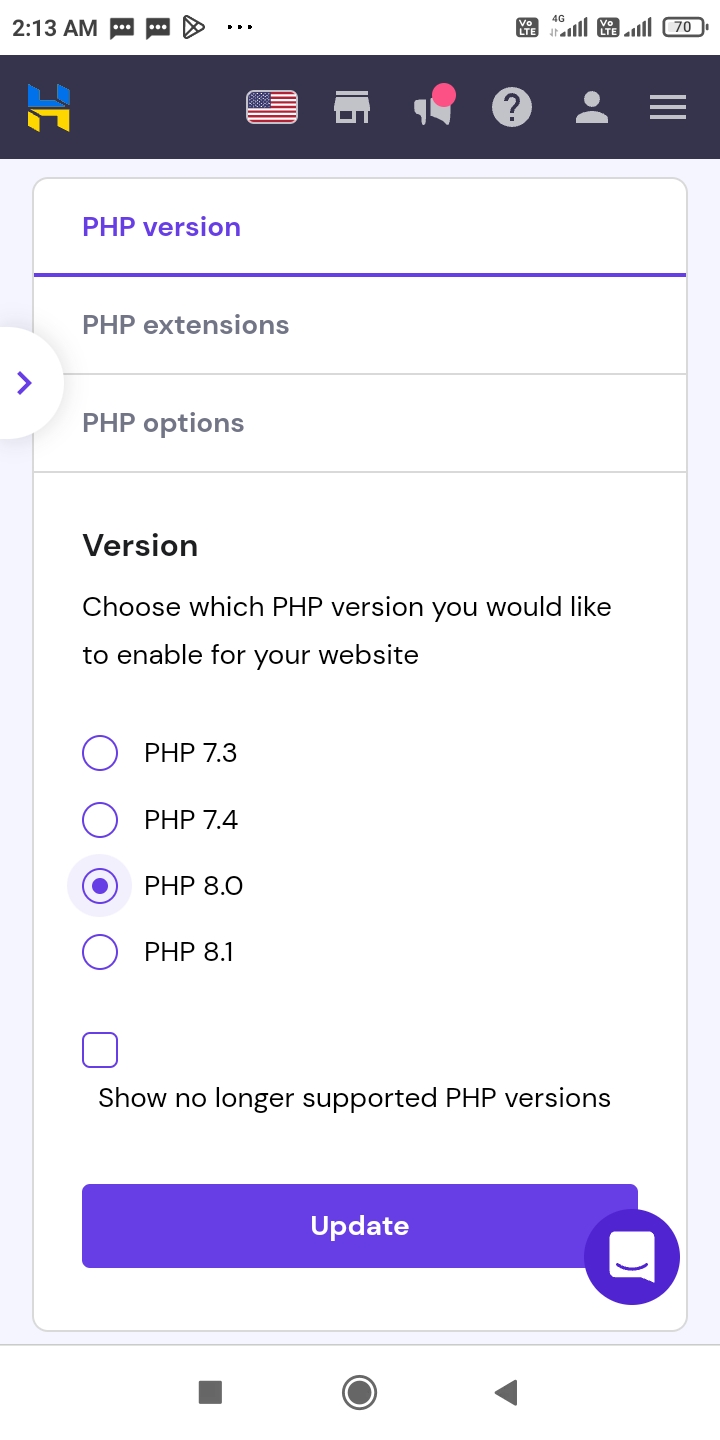 2:13 AM
Vo LTE 4G Vo LTE 70
PHP version
PHP extensions
PHP options
Version
Choose which PHP version you would like
to enable for your website
PHP 7.3
PHP 7.4
PHP 8.0
PHP 8.1
Show no longer supported PHP versions
Update